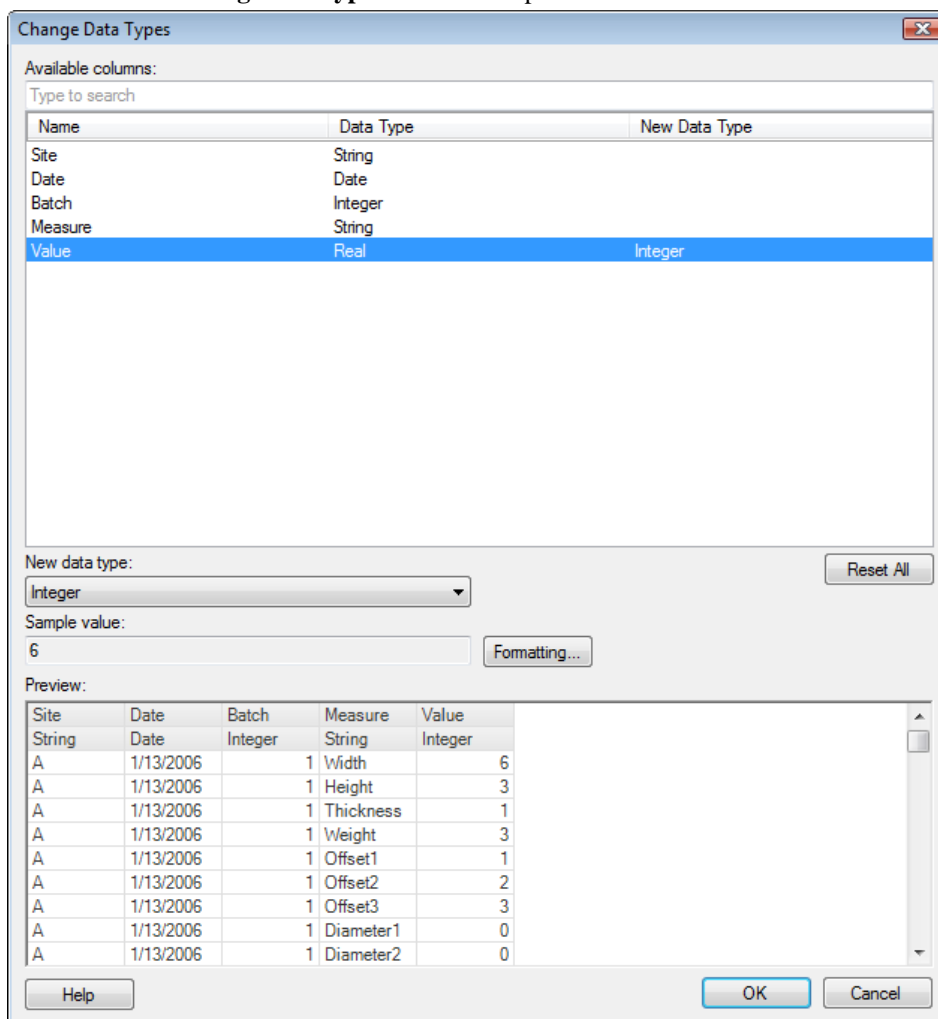 Change Data Types
Available columns:
Type to search
Name Data Type New Data Type
Site String
Date Date
Batch Integer
Measure String
Value Real Integer
New data type:
Reset All
Integer
Sample value:
6
Formatting...
Preview:
Site Date Batch Measure Value
String Date Integer String Integer
A 1/13/2006 1 Width 6
A 1/13/2006 1 Height 3
A 1/13/2006 1 Thickness 1
A 1/13/2006 1 Weight 3
A 1/13/2006 1 Offset1 1
A 1/13/2006 1 Offset2 2
A 1/13/2006 1 Offset3 3
A 1/13/2006 1 Diameter1 0
A 1/13/2006 1 Diameter2 0
Help OK Cancel